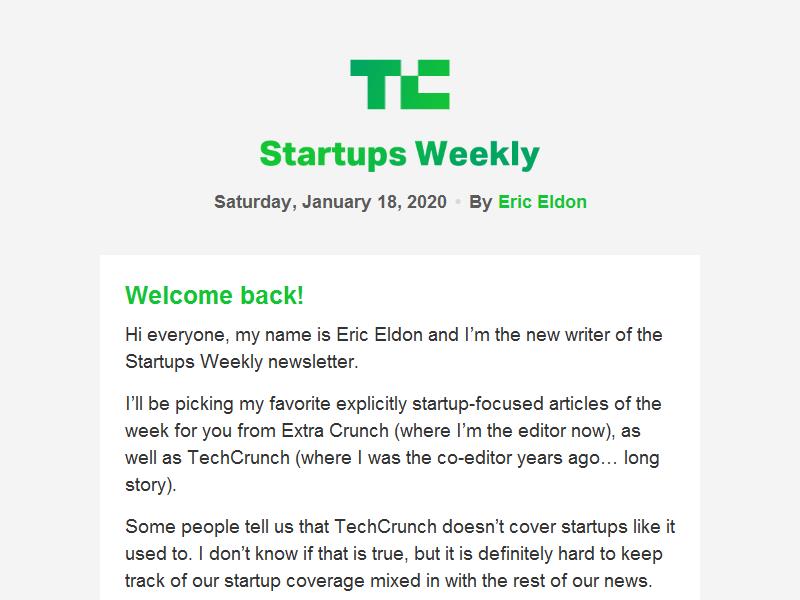 TC
Startups Weekly
Saturday, January 18, 2020 • By Eric Eldon
Welcome back!
Hi everyone, my name is Eric Eldon and I’m the new writer of the
Startups Weekly newsletter.
I’ll be picking my favorite explicitly startup-focused articles of the
week for you from Extra Crunch (where I’m the editor now), as
well as TechCrunch (where I was the co-editor years ago… long
story).
Some people tell us that TechCrunch doesn’t cover startups like it
used to. I don’t know if that is true, but it is definitely hard to keep
track of our startup coverage mixed in with the rest of our news.